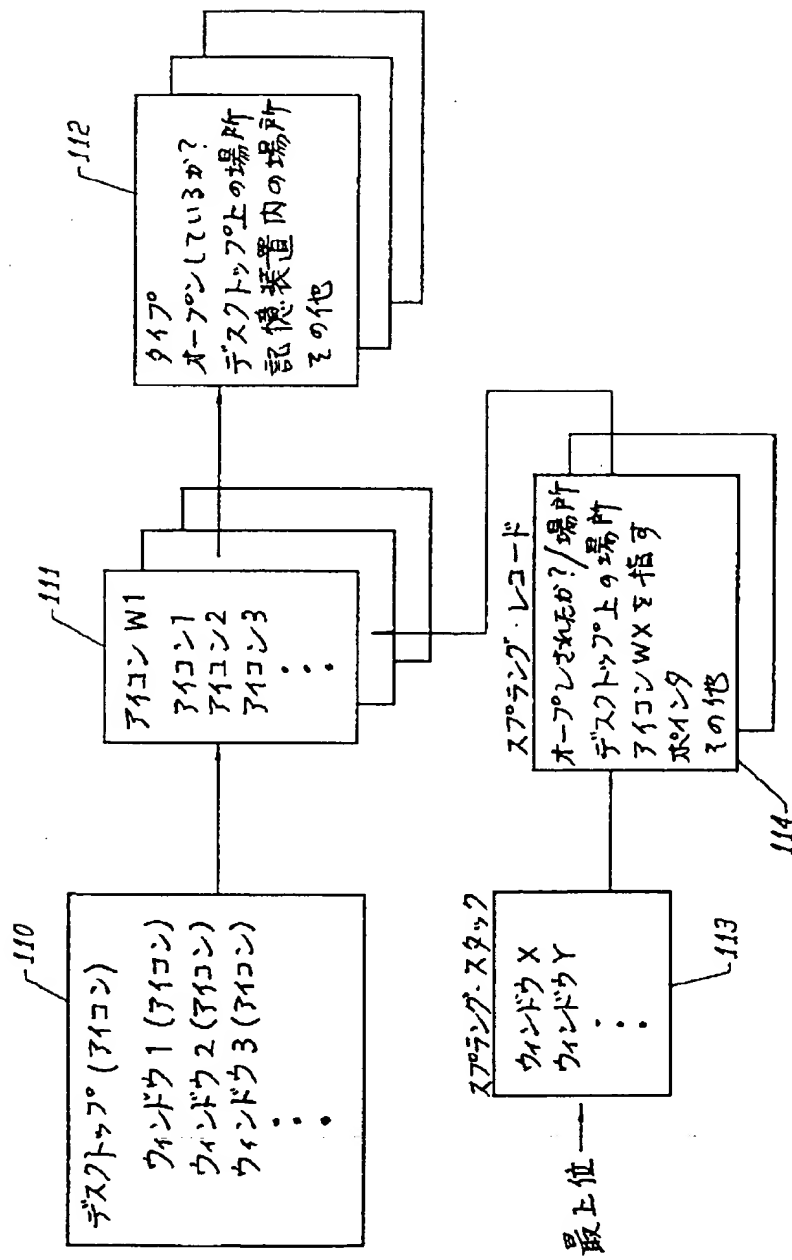 110
デスクトップ(アイコン)
ウィンドウ1(アイコン)
ウィンドウ2(アイコン)
ウィンドウ3(アイコン)
・
・
・
111
アイコンW1
アイコン1
アイコン2
アイコン3
・
・
・
112
タイプ
オープンしているか?
デスクトップ上の場所
記憶装置内の場所
その他
最上位
スプラング・スタック
ウィンドウX
ウィンドウY
・
・
・
113
スプラング・レコード
オープンされたか?/場所
デスクトップ上の場所
アイコンWXを指す
ポインタ
その他
114